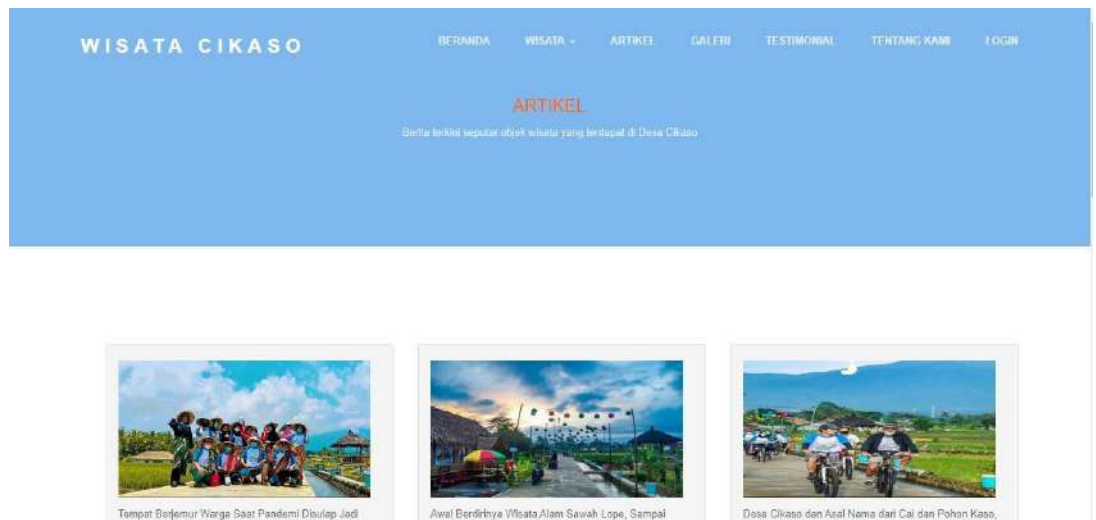 WISATA CIKASO
BERANDA WISATA ARTIKEL GALERI TESTIMONIAL TENTANG KAMI LOGIN
ARTIKEL
Berita terkini seputar objek wisata yang terdapat di Desa Cikaso
Tempat Berjemur Warga Saat Pandemi Disulap Jadi
Awal Berdirinya Wisata Alam Sawah Lope, Sampai
Desa Cikaso dan Asal Nama dari Cai dan Pohon Kaso,